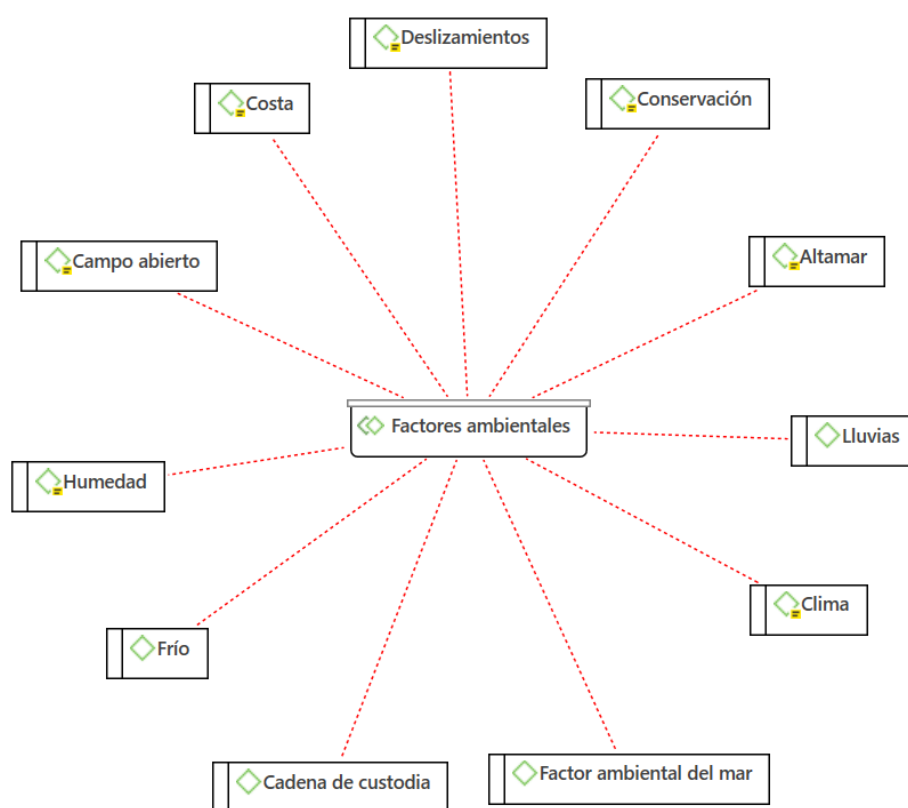 Deslizamientos
Costa
Conservación
Campo abierto
Altamar
Factores ambientales
Lluvias
Humedad
Clima
Frío
Cadena de custodia
Factor ambiental del mar